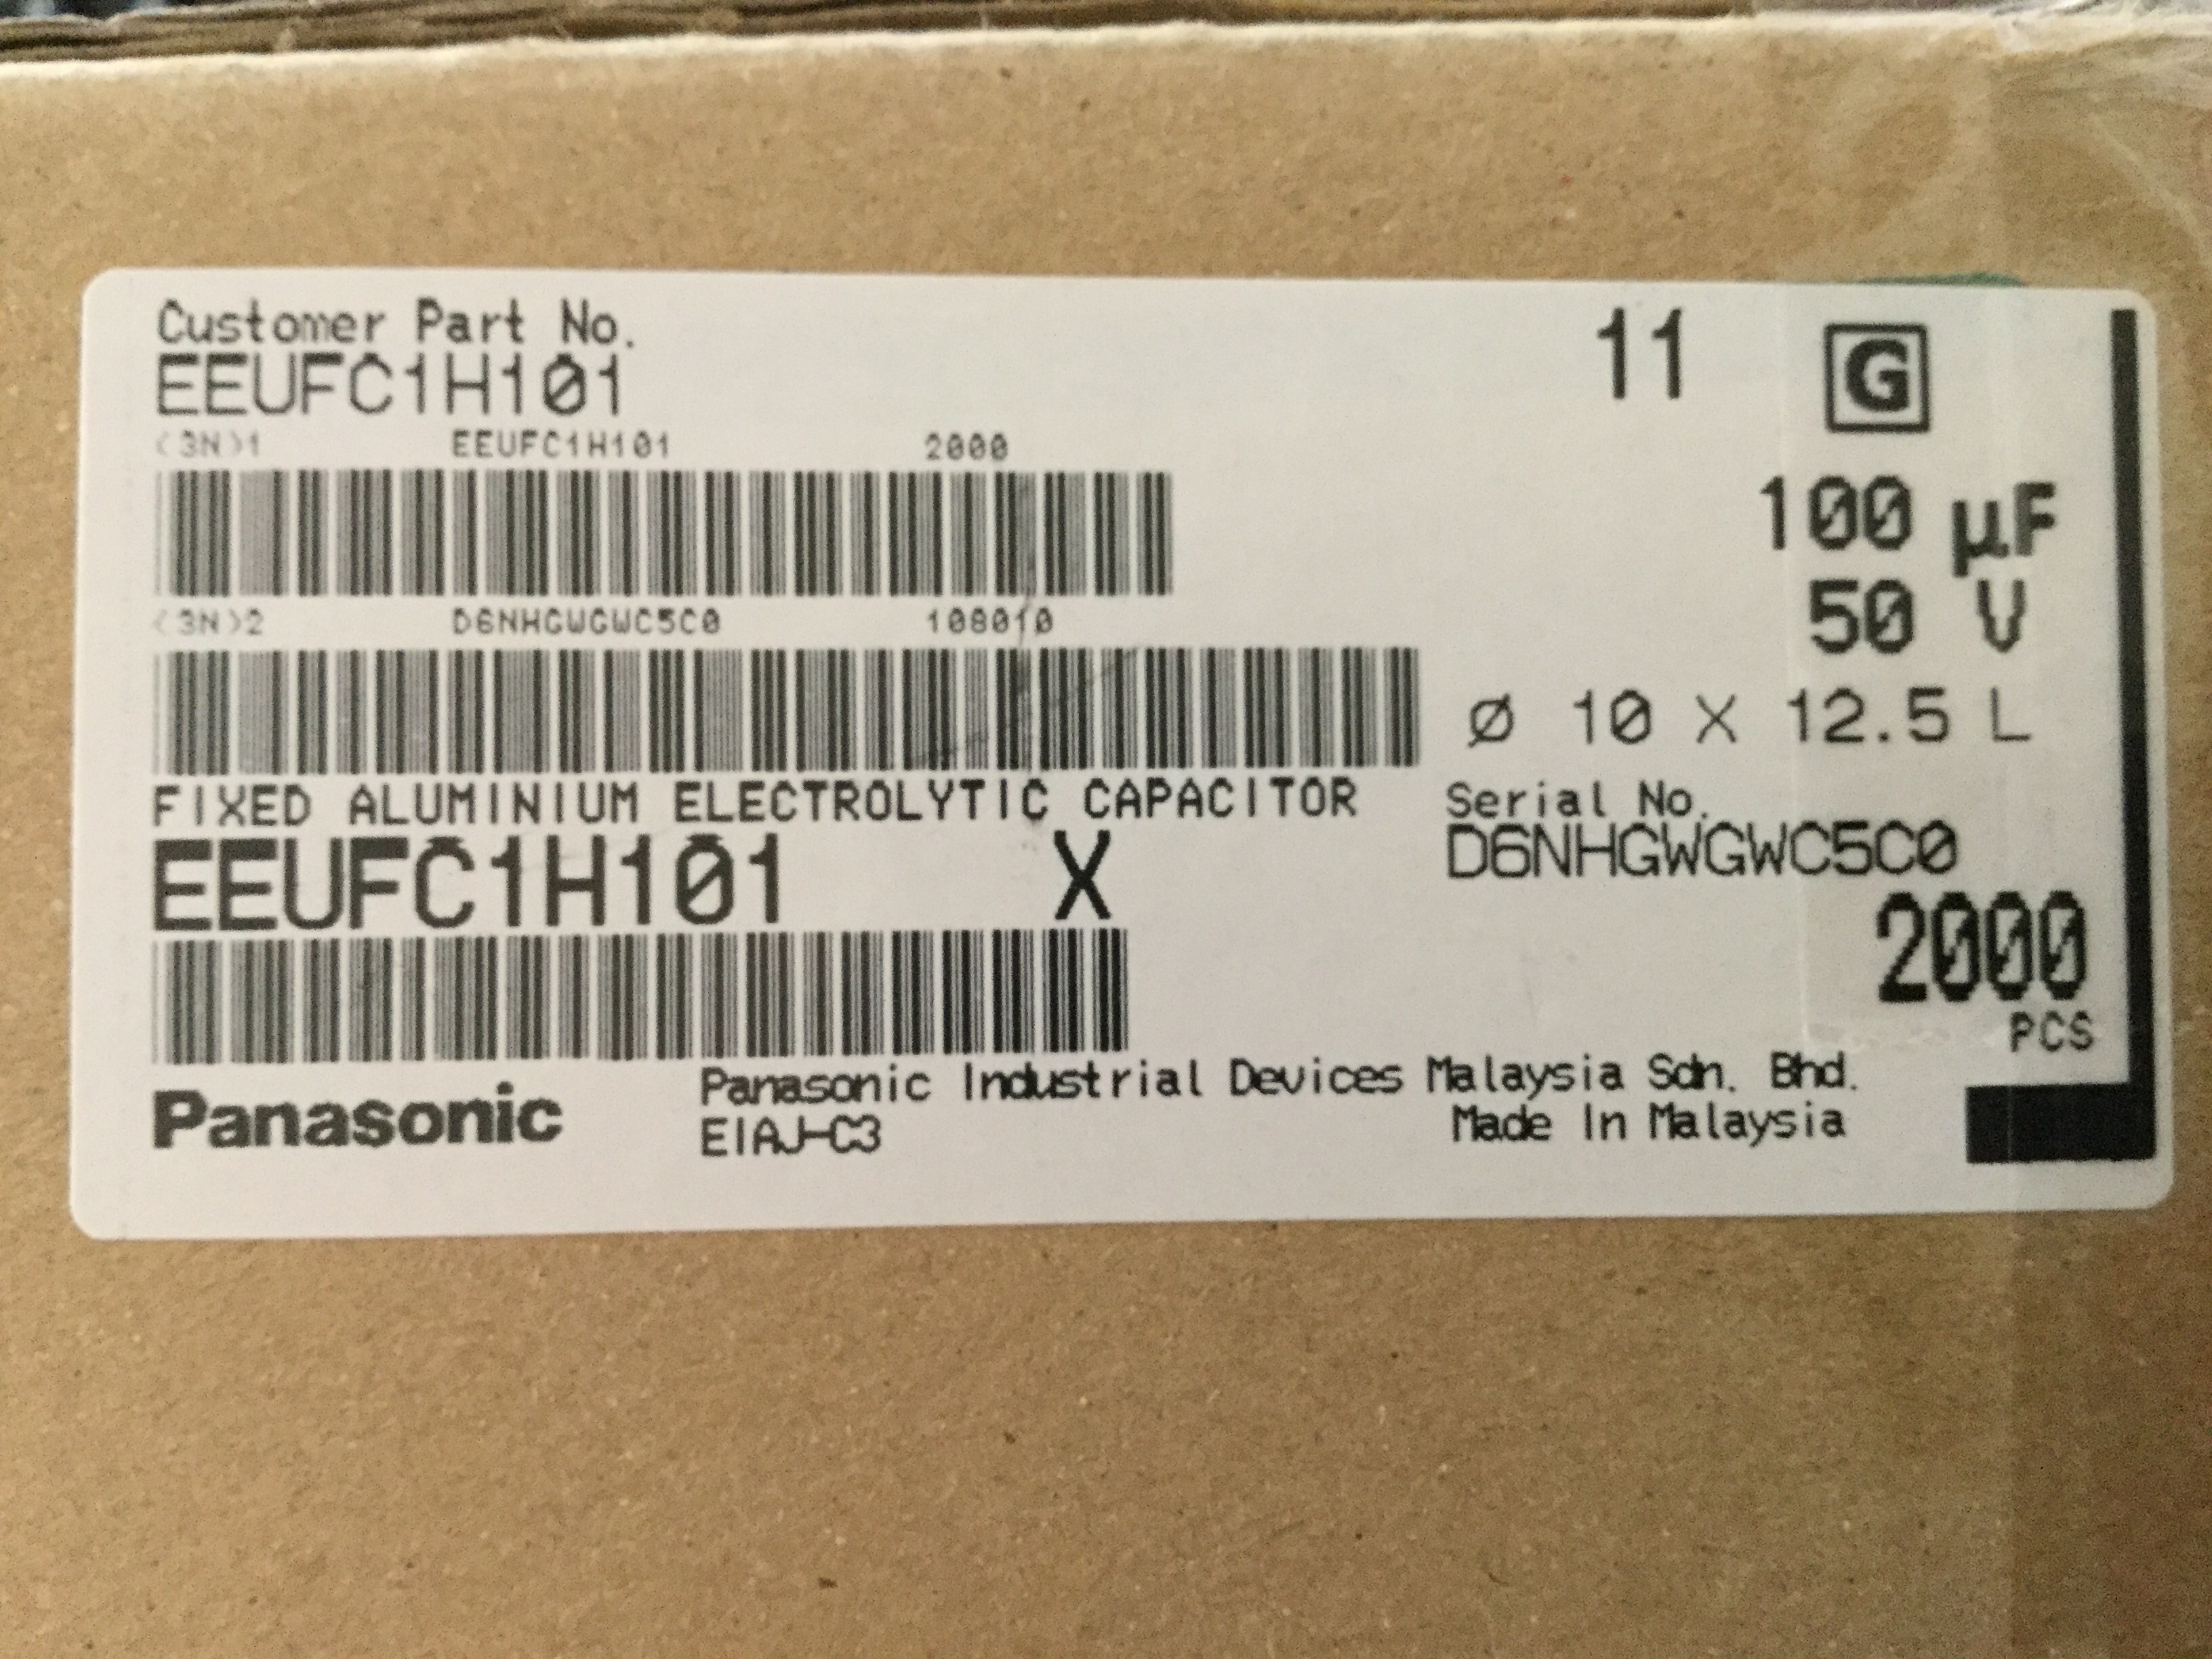 Customer Part No.
EEUFC1H101
11
G
(3N)1 EEUFC1H101 2000
100 µF
50 V
(3N)2 D6NHGWGWC5C0 108010
Ø 10 X 12.5 L
FIXED ALUMINIUM ELECTROLYTIC CAPACITOR
EEUFC1H101 X
Serial No.
D6NHGWGWC5C0
2000
PCS
Panasonic
Panasonic Industrial Devices Malaysia Sdn. Bhd.
EIAJ-C3
Made In Malaysia